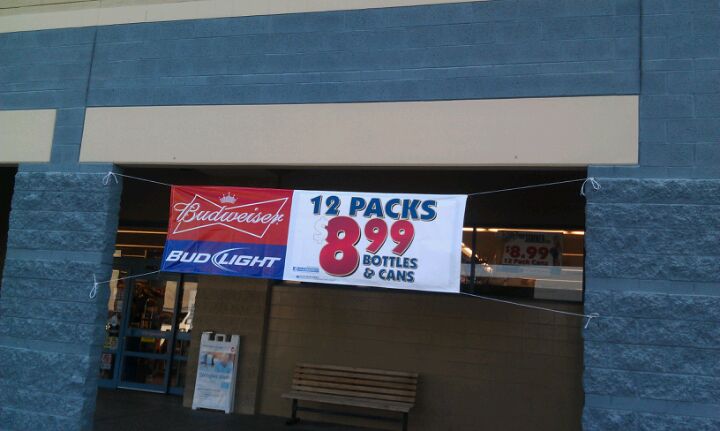 Budweiser
BUD LIGHT
12 PACKS
$8.99
BOTTLES
& CANS
$8.99
12 Pack Cans